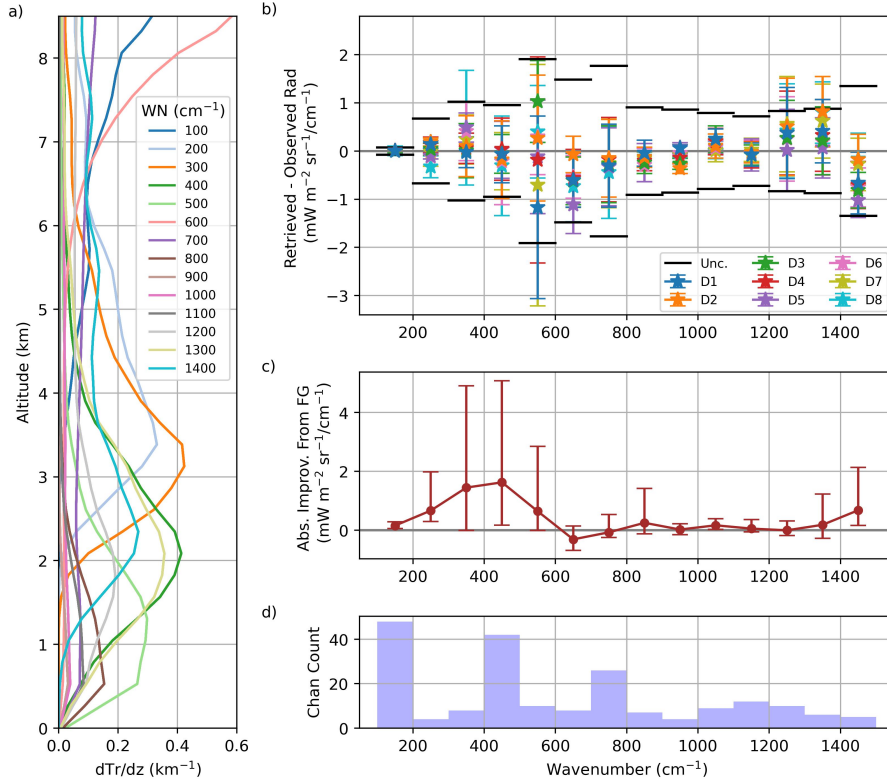 a)
Altitude (km)
8
7
6
5
4
3
2
1
0
WN (cm⁻¹)
100
200
300
400
500
600
700
800
900
1000
1100
1200
1300
1400
0.0
0.2
0.4
0.6
dTr/dz (km⁻¹)
b)
Retrieved - Observed Rad
(mW m⁻² sr⁻¹/cm⁻¹)
2
1
0
−1
−2
−3
Unc.
D1
D2
D3
D4
D5
D6
D7
D8
c)
Abs. Improv. From FG
(mW m⁻² sr⁻¹/cm⁻¹)
4
2
0
200
400
600
800
1000
1200
1400
d)
Chan Count
40
20
0
200
400
600
800
1000
1200
1400
Wavenumber (cm⁻¹)
200
400
600
800
1000
1200
1400